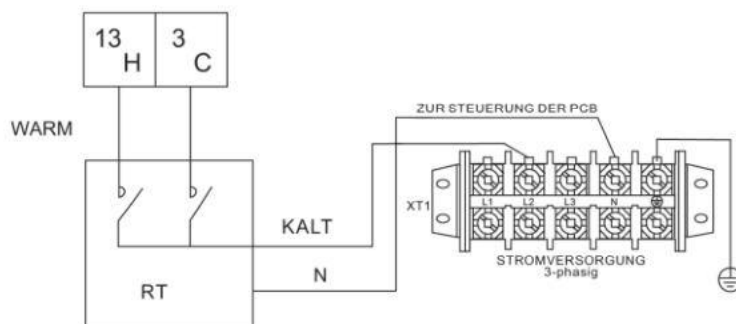 13 H
3 C
WARM
ZUR STEUERUNG DER PCB
XT1
L1 L2 L3 N
KALT
STROMVERSORGUNG
3-phasig
N
RT